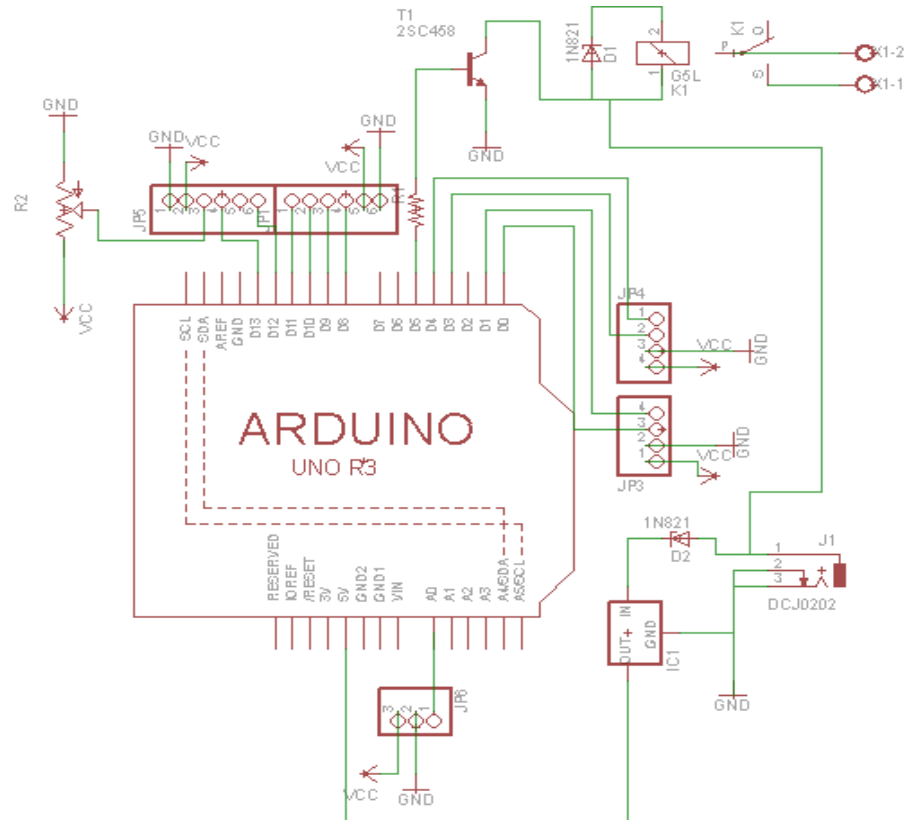 T1
2SC458
1N821
D1
2
1
G5L
K1
K1
P
O
S
X1-2
X1-1
GND
GND
VCC
VCC
GND
GND
R2
R1
JP5
1
2
3
4
5
6
1
2
3
4
5
6
VCC
SCL
SDA
AREF
GND
D13
D12
D11
D10
D9
D8
D7
D6
D5
D4
D3
D2
D1
D0
JP4
1
2
3
4
VCC
GND
ARDUINO
UNO R3
4
3
2
1
VCC
GND
JP3
RESERVED
IOREF
/RESET
3V
5V
GND2
GND1
VIN
A0
A1
A2
A3
A4/SDA
A5/SCL
1N821
D2
1
2
3
J1
DCJ0202
IN
OUT
GND
IC1
GND
3
2
1
JP6
VCC
GND